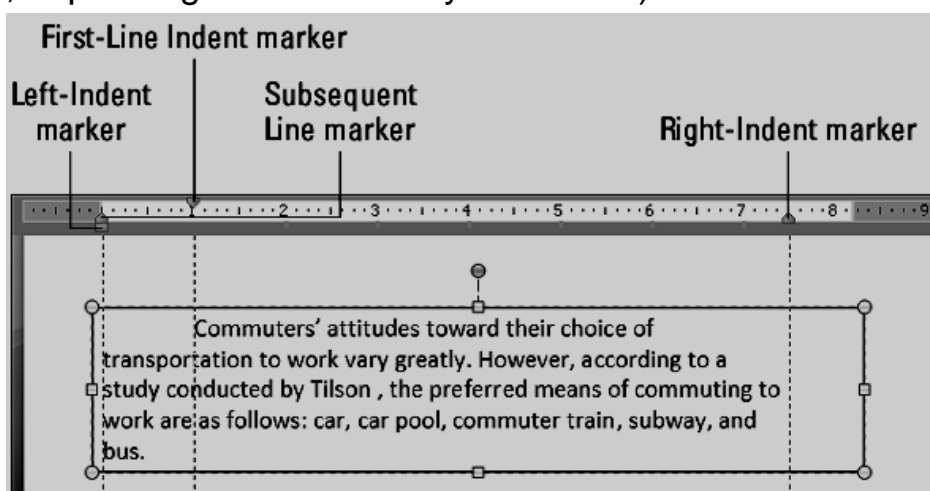 First-Line Indent marker
Left-Indent
marker
Subsequent
Line marker
Right-Indent marker
1 2 3 4 5 6 7 8 9
Commuters' attitudes toward their choice of
transportation to work vary greatly. However, according to a
study conducted by Tilson , the preferred means of commuting to
work are as follows: car, car pool, commuter train, subway, and
bus.